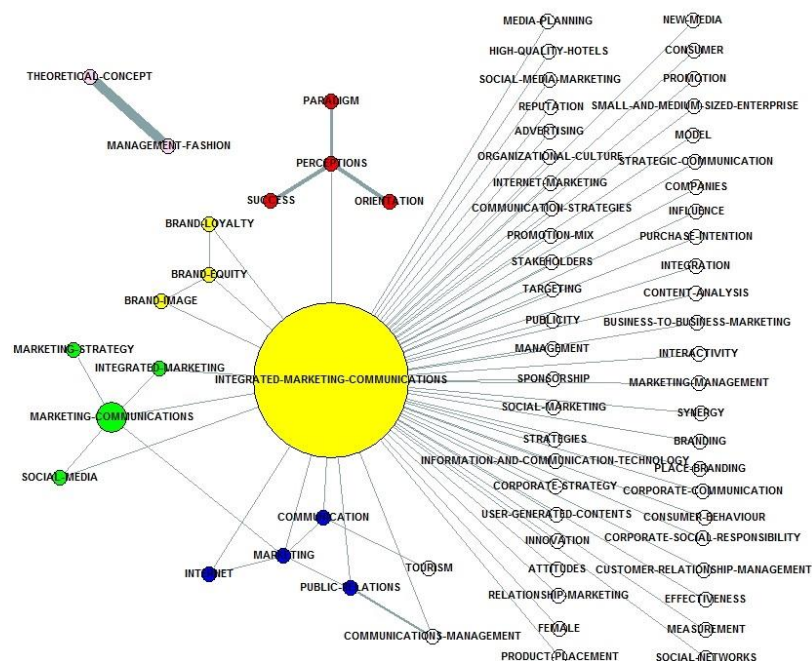 MEDIA-PLANNING
NEW-MEDIA
HIGH-QUALITY-HOTELS
CONSUMER
THEORETICAL-CONCEPT
SOCIAL-MEDIA-MARKETING
PROMOTION
PARADIGM
REPUTATION
SMALL-AND-MEDIUM-SIZED-ENTERPRISE
ADVERTISING
MODEL
MANAGEMENT-FASHION
ORGANIZATIONAL-CULTURE
STRATEGIC-COMMUNICATION
PERCEPTIONS
INTERNET-MARKETING
COMPANIES
SUCCESS
ORIENTATION
COMMUNICATION-STRATEGIES
INFLUENCE
BRAND-LOYALTY
PROMOTION-MIX
PURCHASE-INTENTION
STAKEHOLDERS
INTEGRATION
BRAND-EQUITY
TARGETING
CONTENT-ANALYSIS
BRAND-IMAGE
PUBLICITY
BUSINESS-TO-BUSINESS-MARKETING
MARKETING-STRATEGY
MANAGEMENT
INTERACTIVITY
INTEGRATED-MARKETING
INTEGRATED-MARKETING-COMMUNICATIONS
SPONSORSHIP
MARKETING-MANAGEMENT
MARKETING-COMMUNICATIONS
SOCIAL-MARKETING
SYNERGY
STRATEGIES
BRANDING
INFORMATION-AND-COMMUNICATION-TECHNOLOGY
PLACE-BRANDING
SOCIAL-MEDIA
CORPORATE-STRATEGY
CORPORATE-COMMUNICATION
COMMUNICATION
USER-GENERATED-CONTENTS
CONSUMER-BEHAVIOUR
INNOVATION
CORPORATE-SOCIAL-RESPONSIBILITY
MARKETING
INTERNET
TOURISM
ATTITUDES
CUSTOMER-RELATIONSHIP-MANAGEMENT
PUBLIC-RELATIONS
RELATIONSHIP-MARKETING
EFFECTIVENESS
COMMUNICATIONS-MANAGEMENT
FEMALE
MEASUREMENT
PRODUCT-PLACEMENT
SOCIAL-NETWORKS